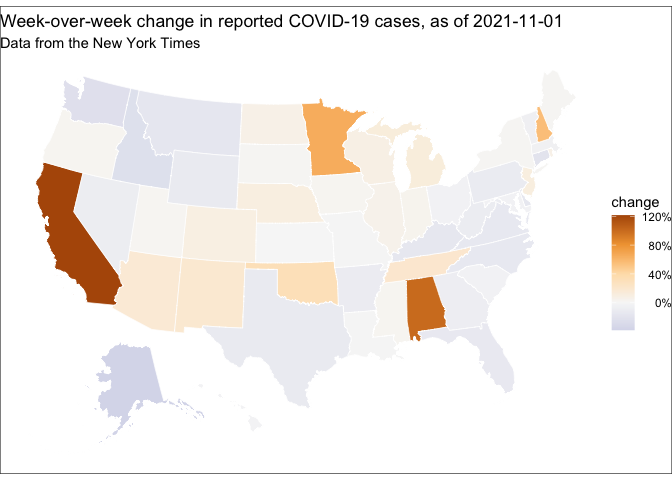 Week-over-week change in reported COVID-19 cases, as of 2021-11-01
Data from the New York Times
change
120%
80%
40%
0%